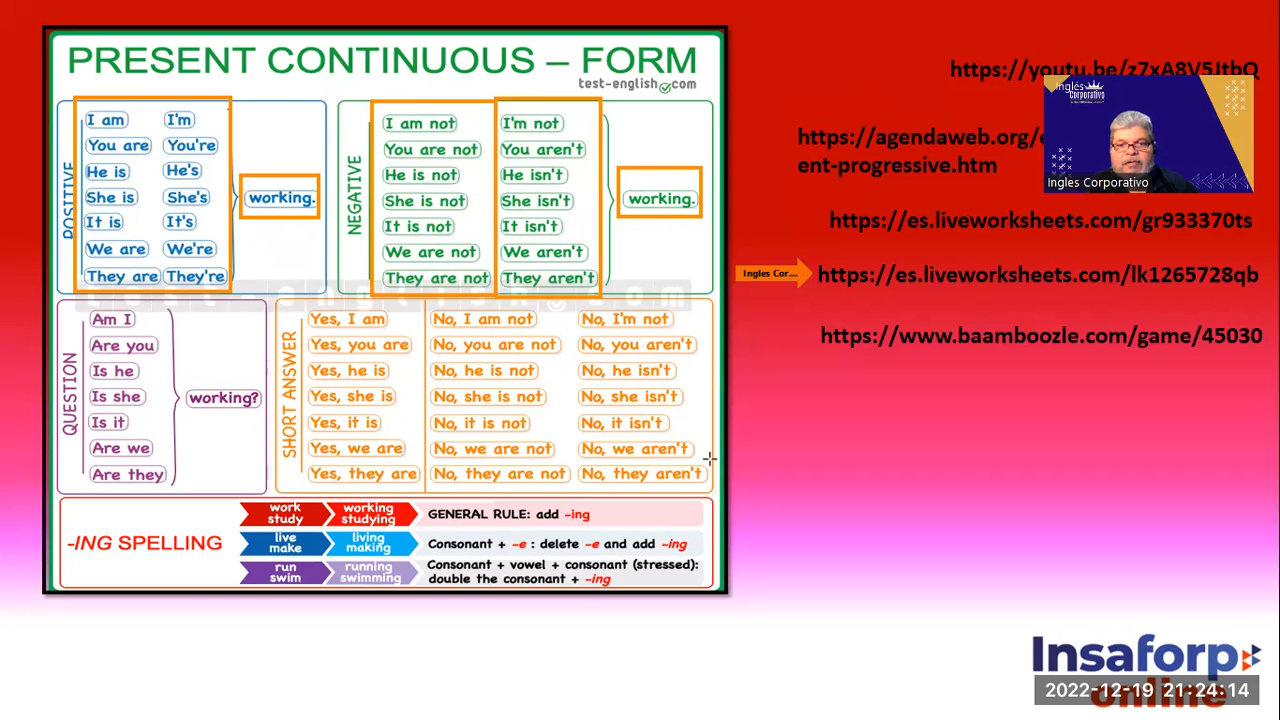 PRESENT CONTINUOUS – FORM
test-english.com
POSITIVE
I am I'm
You are You're
He is He's
She is She's
It is It's
We are We're
They are They're
working.
NEGATIVE
I am not I'm not
You are not You aren't
He is not He isn't
She is not She isn't
It is not It isn't
We are not We aren't
They are not They aren't
working.
test-english.com
QUESTION
Am I
Are you
Is he
Is she
Is it
Are we
Are they
working?
SHORT ANSWER
Yes, I am No, I am not No, I'm not
Yes, you are No, you are not No, you aren't
Yes, he is No, he is not No, he isn't
Yes, she is No, she is not No, she isn't
Yes, it is No, it is not No, it isn't
Yes, we are No, we are not No, we aren't
Yes, they are No, they are not No, they aren't
-ING SPELLING
work working
study studying
GENERAL RULE: add -ing
live living
make making
Consonant + -e : delete -e and add -ing
run running
swim swimming
Consonant + vowel + consonant (stressed):
double the consonant + -ing
https://youtu.be/z7xA8V5JtbQ
https://agendaweb.org/
ent-progressive.htm
Inglés
Corporativo
Ingles Corporativo
https://es.liveworksheets.com/gr933370ts
Ingles Cor...
https://es.liveworksheets.com/lk1265728qb
https://www.baamboozle.com/game/45030
Insaforp
online
2022-12-19 21:24:14